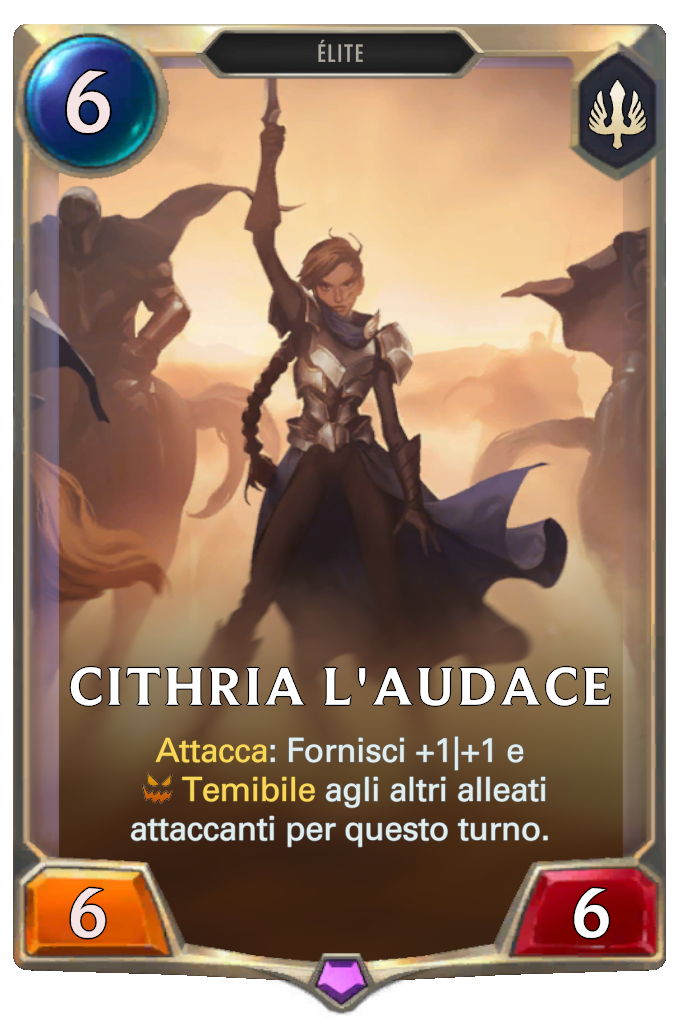 6
ÉLITE
CITHRIA L'AUDACE
Attacca: Fornisci +1|+1 e
Temibile agli altri alleati
attaccanti per questo turno.
6
6